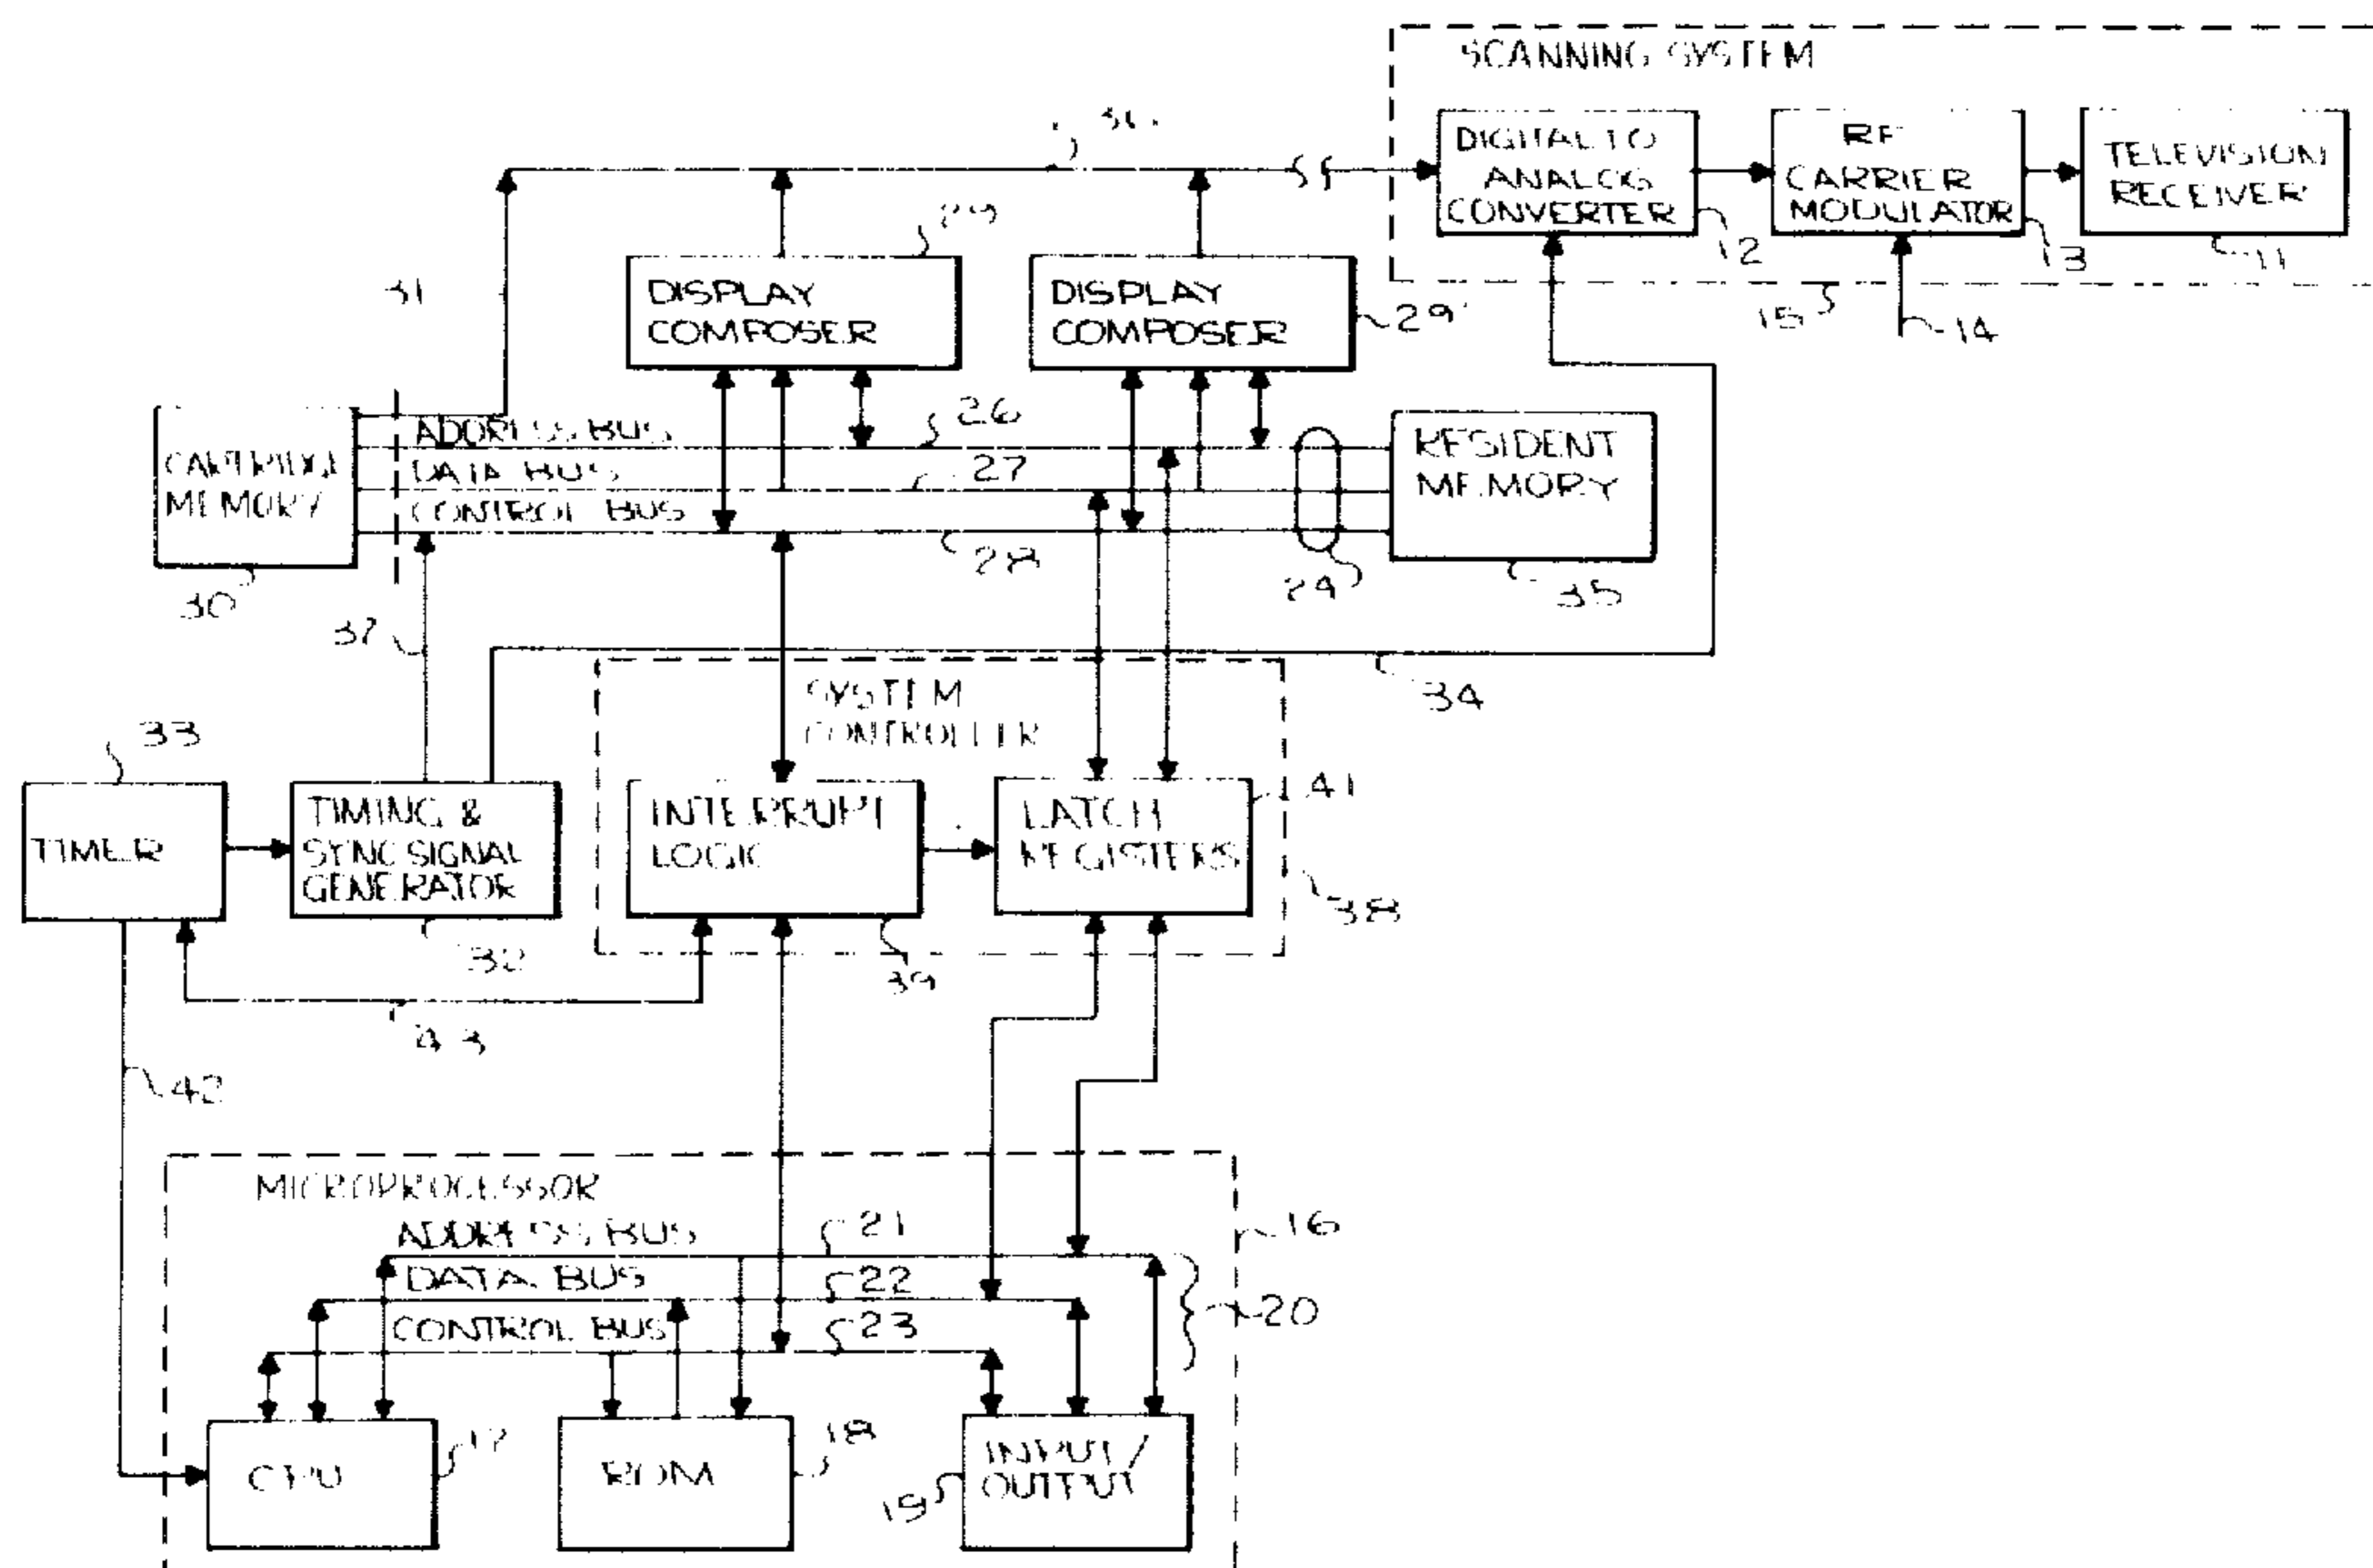 SCANNING SYSTEM
DIGITAL TO
ANALOG
CONVERTER
12
RF
CARRIER
MODULATOR
13
TELEVISION
RECEIVER
11
15
14
31
29
DISPLAY
COMPOSER
DISPLAY
COMPOSER
29'
CARTRIDGE
MEMORY
30
ADDRESS BUS
26
DATA BUS
27
CONTROL BUS
28
24
RESIDENT
MEMORY
35
37
34
SYSTEM
CONTROLLER
33
TIMER
TIMING &
SYNC SIGNAL
GENERATOR
32
INTERRUPT
LOGIC
39
LATCH
REGISTERS
41
38
43
42
MICROPROCESSOR
16
ADDRESS BUS
21
DATA BUS
22
CONTROL BUS
23
20
CPU
17
ROM
18
INPUT/
OUTPUT
19